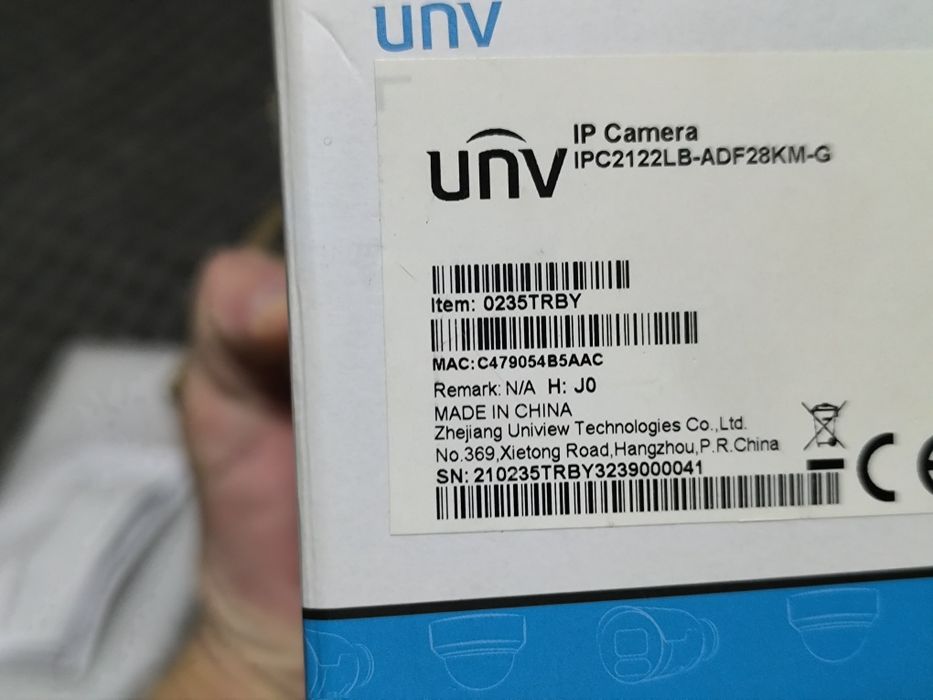 unv
unv
IP Camera
IPC2122LB-ADF28KM-G
Item: 0235TRBY
MAC:C479054B5AAC
Remark: N/A H: J0
MADE IN CHINA
Zhejiang Uniview Technologies Co.,Ltd.
No.369,Xietong Road,Hangzhou,P.R.China
SN: 210235TRBY3239000041
CE